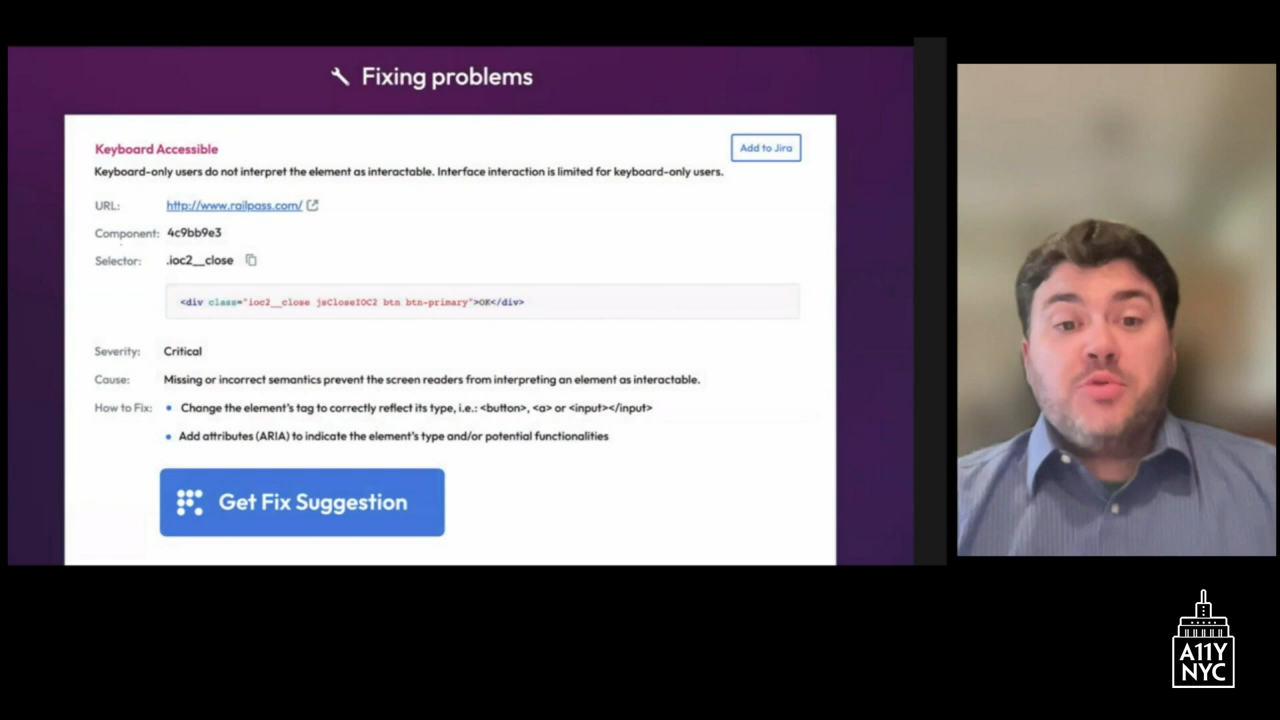 Fixing problems
Keyboard Accessible
Add to Jira
Keyboard-only users do not interpret the element as interactable. Interface interaction is limited for keyboard-only users.
URL: http://www.railpass.com/
Component: 4c9bb9e3
Selector: .ioc2__close
<div class="ioc2__close jsCloseIOC2 btn btn-primary">OK</div>
Severity: Critical
Cause: Missing or incorrect semantics prevent the screen readers from interpreting an element as interactable.
How to Fix: • Change the element's tag to correctly reflect its type, i.e.: <button>, <a> or <input></input>
• Add attributes (ARIA) to indicate the element's type and/or potential functionalities
Get Fix Suggestion
A11Y
NYC